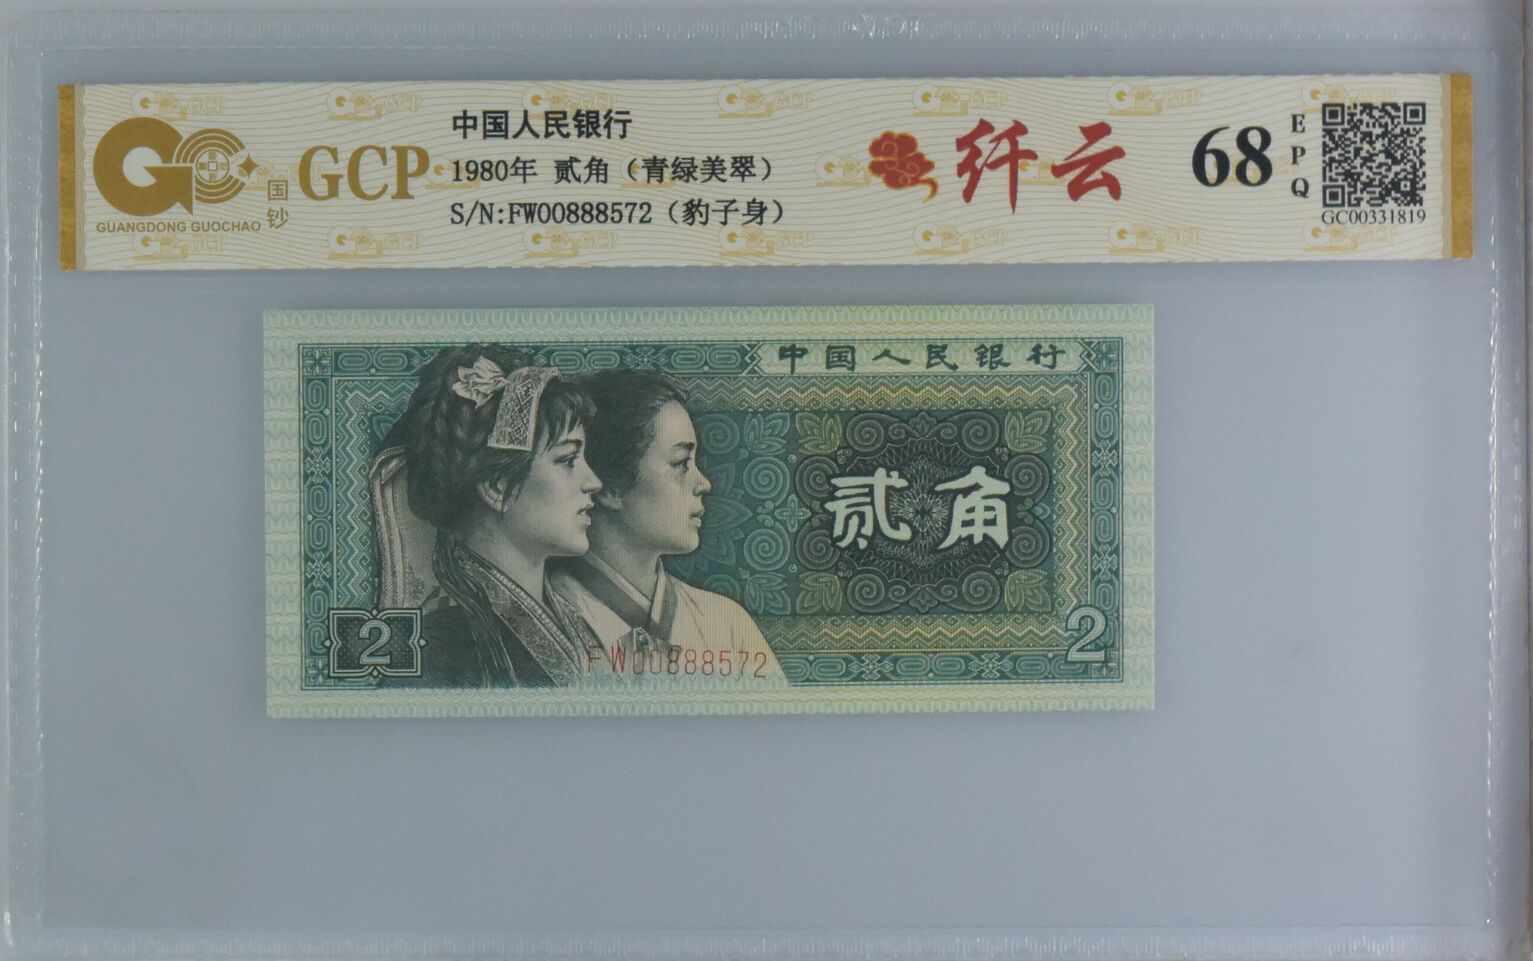 中国人民银行
1980年 贰角（青绿美翠）
S/N:FW00888572（豹子身）
GUANGDONG GUOCHAO
国钞
GCP
纤云
68
EPQ
GC00331819
中国人民银行
贰角
2
FW00888572
2